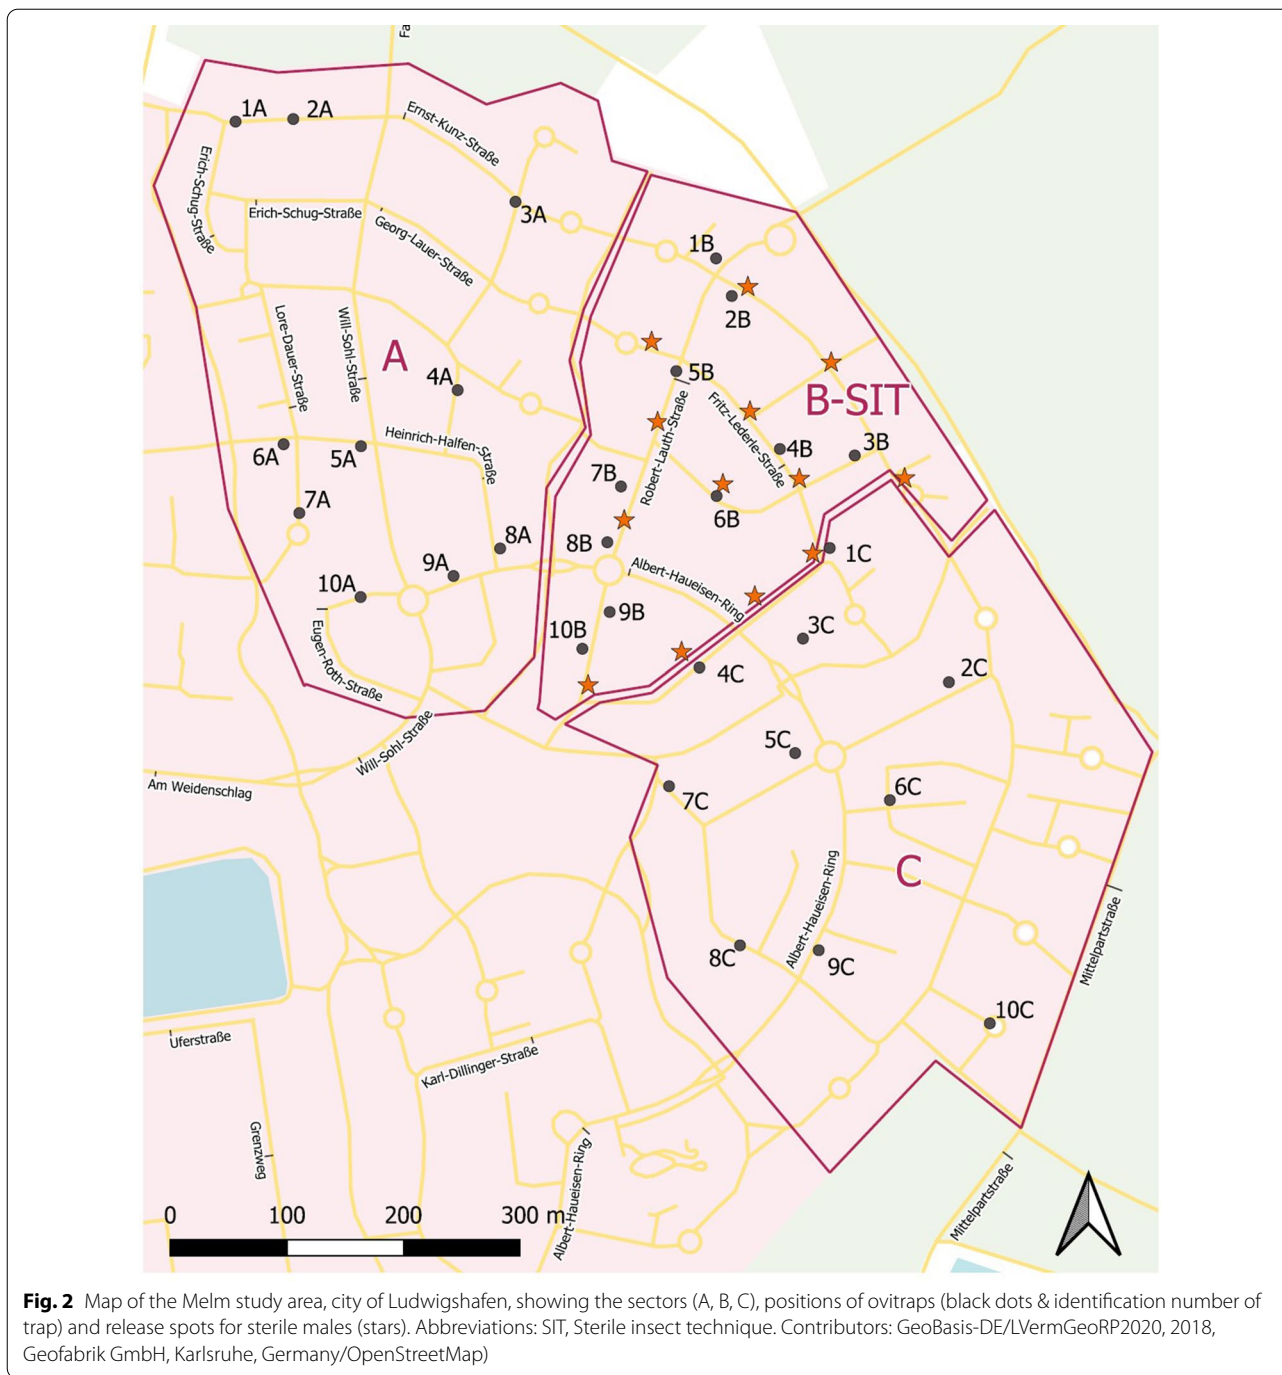 Fa
1A
2A
Ernst-Kunz-Straße
Erich-Schug-Straße
Erich-Schug-Straße
3A
Georg-Lauer-Straße
1B
2B
Lore-Dauer-Straße
Will-Sohl-Straße
A
4A
5B
B-SIT
Fritz-Lederle-Straße
Robert-Lauth-Straße
Heinrich-Halfen-Straße
6A
5A
4B
3B
7A
7B
6B
8A
8B
1C
9A
Albert-Haueisen-Ring
10A
9B
10B
3C
Eugen-Roth-Straße
4C
2C
Will-Sohl-Straße
5C
Am Weidenschlag
7C
6C
C
Albert-Haueisen-Ring
Mittelpartstraße
8C
9C
10C
Uferstraße
Karl-Dillinger-Straße
Grenzweg
Albert-Haueisen-Ring
Mittelpartstraße
0 100 200 300 m
Fig. 2 Map of the Melm study area, city of Ludwigshafen, showing the sectors (A, B, C), positions of ovitraps (black dots & identification number of
trap) and release spots for sterile males (stars). Abbreviations: SIT, Sterile insect technique. Contributors: GeoBasis-DE/LVermGeoRP2020, 2018,
Geofabrik GmbH, Karlsruhe, Germany/OpenStreetMap)